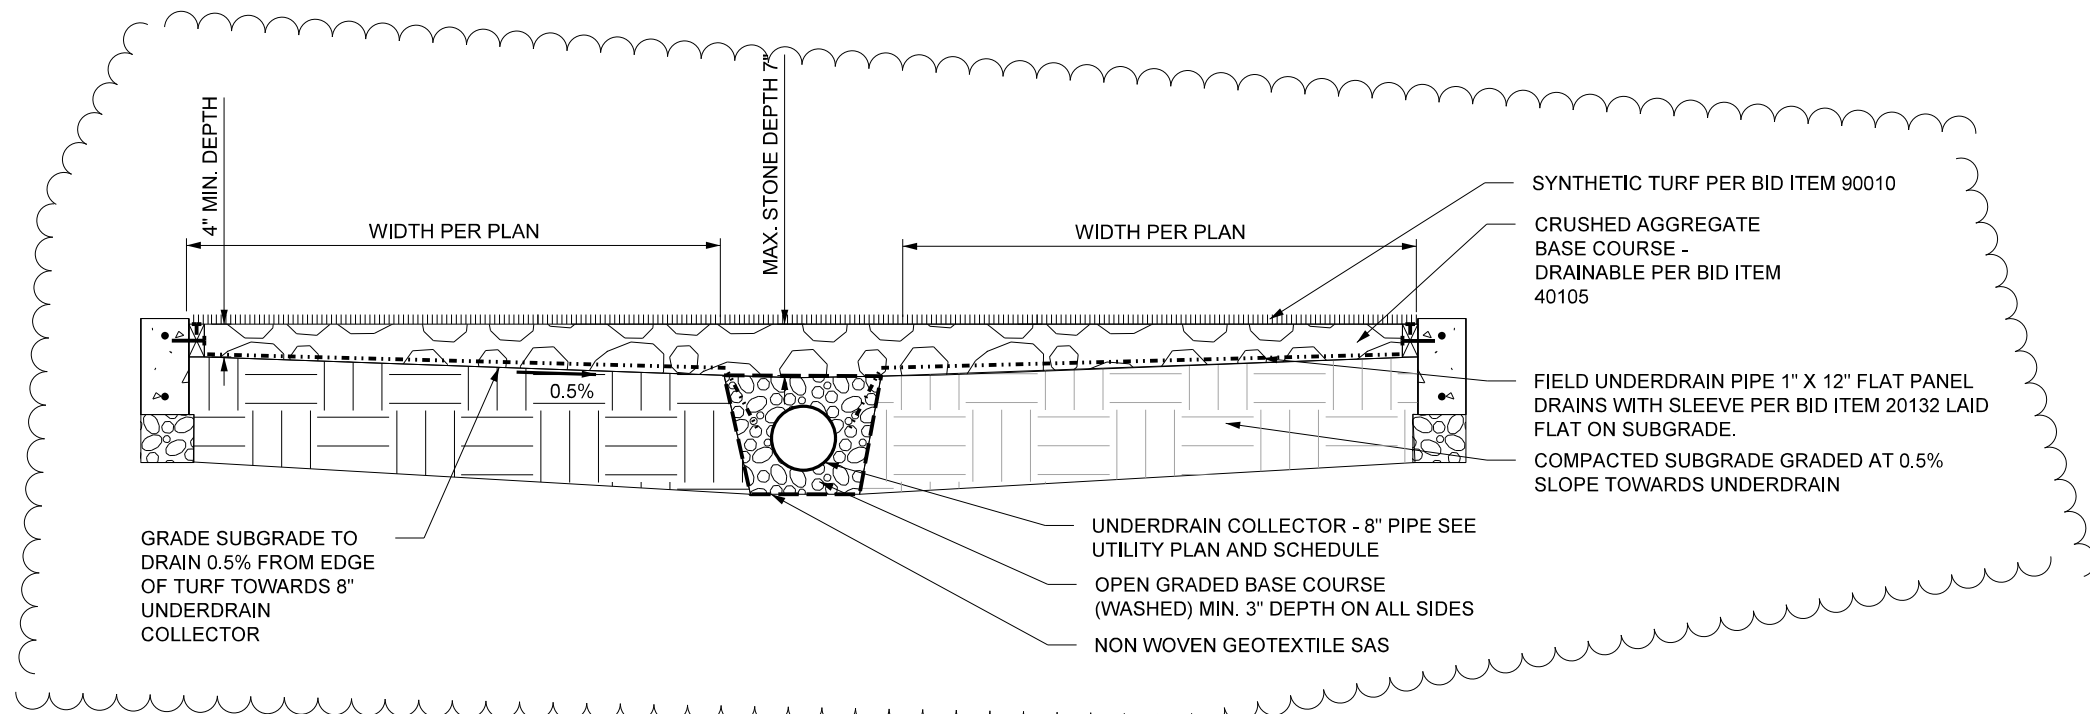 4" MIN. DEPTH
MAX. STONE DEPTH 7"
WIDTH PER PLAN
WIDTH PER PLAN
SYNTHETIC TURF PER BID ITEM 90010
CRUSHED AGGREGATE
BASE COURSE -
DRAINABLE PER BID ITEM
40105
0.5%
FIELD UNDERDRAIN PIPE 1" X 12" FLAT PANEL
DRAINS WITH SLEEVE PER BID ITEM 20132 LAID
FLAT ON SUBGRADE.
COMPACTED SUBGRADE GRADED AT 0.5%
SLOPE TOWARDS UNDERDRAIN
GRADE SUBGRADE TO
DRAIN 0.5% FROM EDGE
OF TURF TOWARDS 8"
UNDERDRAIN
COLLECTOR
UNDERDRAIN COLLECTOR - 8" PIPE SEE
UTILITY PLAN AND SCHEDULE
OPEN GRADED BASE COURSE
(WASHED) MIN. 3" DEPTH ON ALL SIDES
NON WOVEN GEOTEXTILE SAS